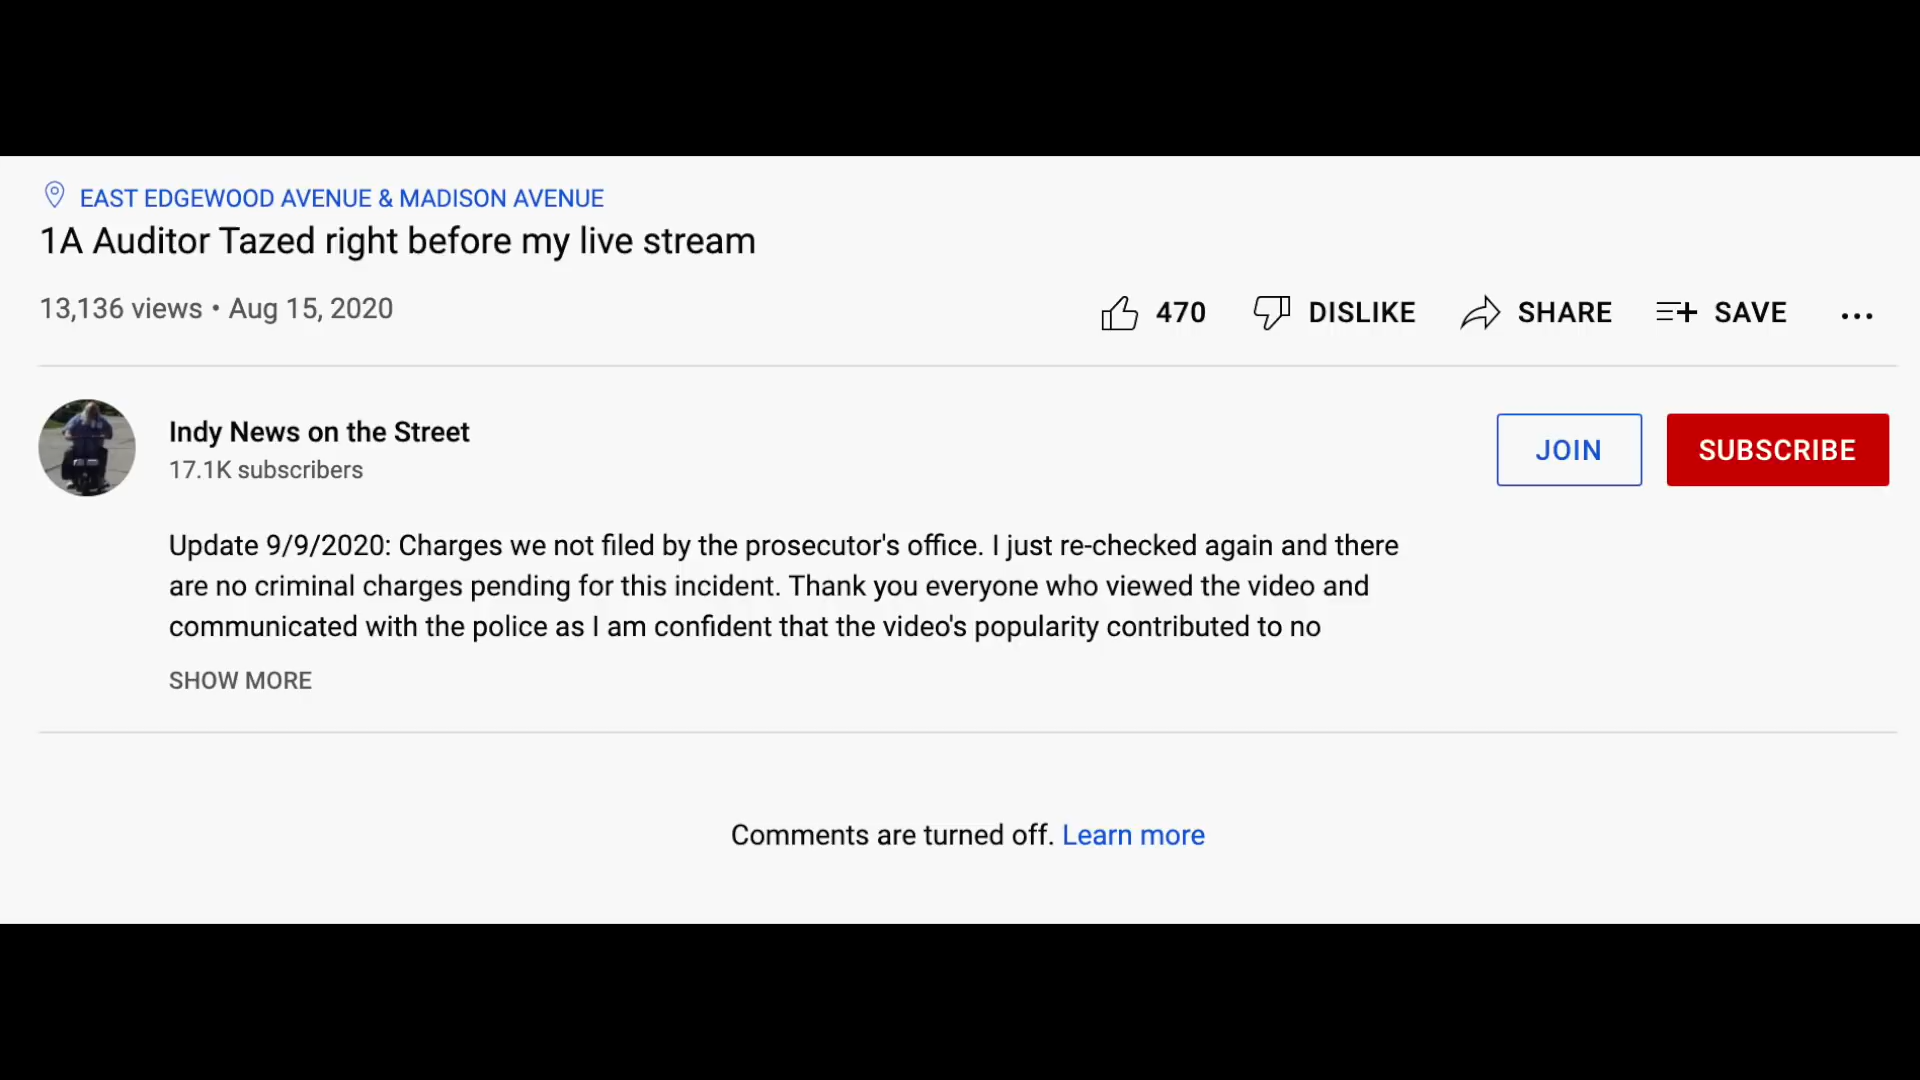 EAST EDGEWOOD AVENUE & MADISON AVENUE
1A Auditor Tazed right before my live stream
13,136 views • Aug 15, 2020
470 DISLIKE SHARE SAVE ...
Indy News on the Street
17.1K subscribers
JOIN SUBSCRIBE
Update 9/9/2020: Charges we not filed by the prosecutor's office. I just re-checked again and there
are no criminal charges pending for this incident. Thank you everyone who viewed the video and
communicated with the police as I am confident that the video's popularity contributed to no
SHOW MORE
Comments are turned off. Learn more